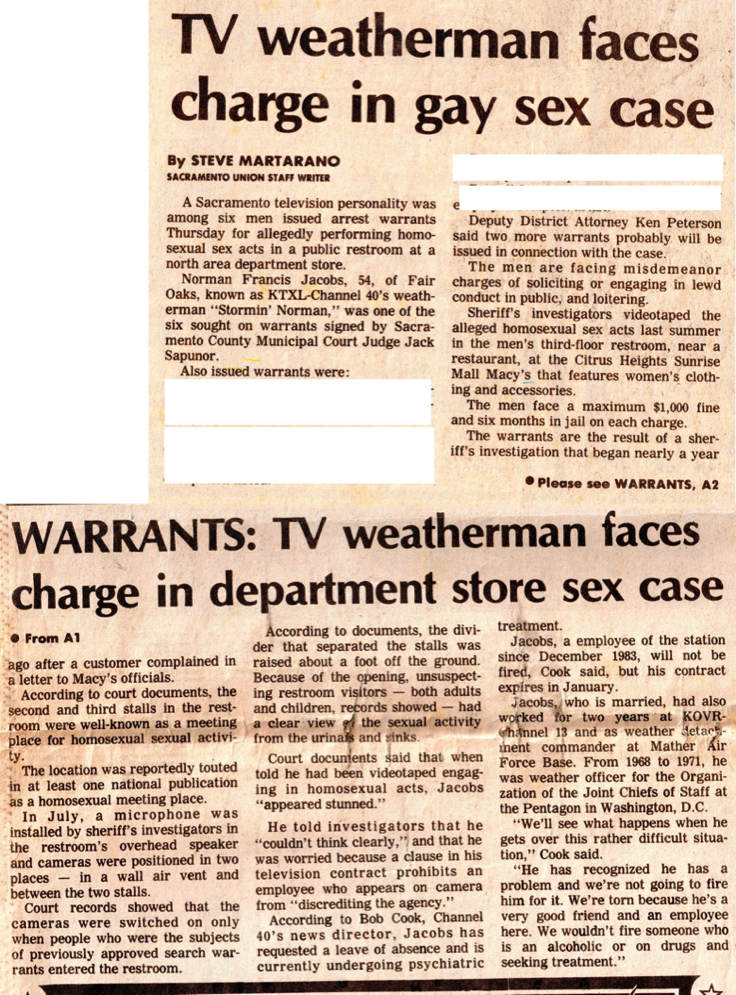 TV weatherman faces
charge in gay sex case
By STEVE MARTARANO
SACRAMENTO UNION STAFF WRITER
A Sacramento television personality was
among six men issued arrest warrants
Thursday for allegedly performing homo-
sexual sex acts in a public restroom at a
north area department store.
Norman Francis Jacobs, 54, of Fair
Oaks, known as KTXL-Channel 40's weath-
erman "Stormin' Norman," was one of the
six sought on warrants signed by Sacra-
mento County Municipal Court Judge Jack
Sapunor.
Also issued warrants were:
Deputy District Attorney Ken Peterson
said two more warrants probably will be
issued in connection with the case.
The men are facing misdemeanor
charges of soliciting or engaging in lewd
conduct in public, and loitering.
Sheriff's investigators videotaped the
alleged homosexual sex acts last summer
in the men's third-floor restroom, near a
restaurant, at the Citrus Heights Sunrise
Mall Macy's that features women's cloth-
ing and accessories.
The men face a maximum $1,000 fine
and six months in jail on each charge.
The warrants are the result of a sher-
iff's investigation that began nearly a year
● Please see WARRANTS, A2
WARRANTS: TV weatherman faces
charge in department store sex case
● From A1
ago after a customer complained in
a letter to Macy's officials.
According to court documents, the
second and third stalls in the rest-
room were well-known as a meeting
place for homosexual sexual activi-
ty.
The location was reportedly touted
in at least one national publication
as a homosexual meeting place.
In July, a microphone was
installed by sheriff's investigators in
the restroom's overhead speaker
and cameras were positioned in two
places — in a wall air vent and
between the two stalls.
Court records showed that the
cameras were switched on only
when people who were the subjects
of previously approved search war-
rants entered the restroom.
According to documents, the divi-
der that separated the stalls was
raised about a foot off the ground.
Because of the opening, unsuspect-
ing restroom visitors — both adults
and children, records showed — had
a clear view of the sexual activity
from the urinals and sinks.
Court documents said that when
told he had been videotaped engag-
ing in homosexual acts, Jacobs
"appeared stunned."
He told investigators that he
"couldn't think clearly," and that he
was worried because a clause in his
television contract prohibits an
employee who appears on camera
from "discrediting the agency."
According to Bob Cook, Channel
40's news director, Jacobs has
requested a leave of absence and is
currently undergoing psychiatric
treatment.
Jacobs, a employee of the station
since December 1983, will not be
fired, Cook said, but his contract
expires in January.
Jacobs, who is married, had also
worked for two years at KOVR-
Channel 13 and as weather detach-
ment commander at Mather Air
Force Base. From 1968 to 1971, he
was weather officer for the Organi-
zation of the Joint Chiefs of Staff at
the Pentagon in Washington, D.C.
"We'll see what happens when he
gets over this rather difficult situa-
tion," Cook said.
"He has recognized he has a
problem and we're not going to fire
him for it. We're torn because he's a
very good friend and an employee
here. We wouldn't fire someone who
is an alcoholic or on drugs and
seeking treatment."